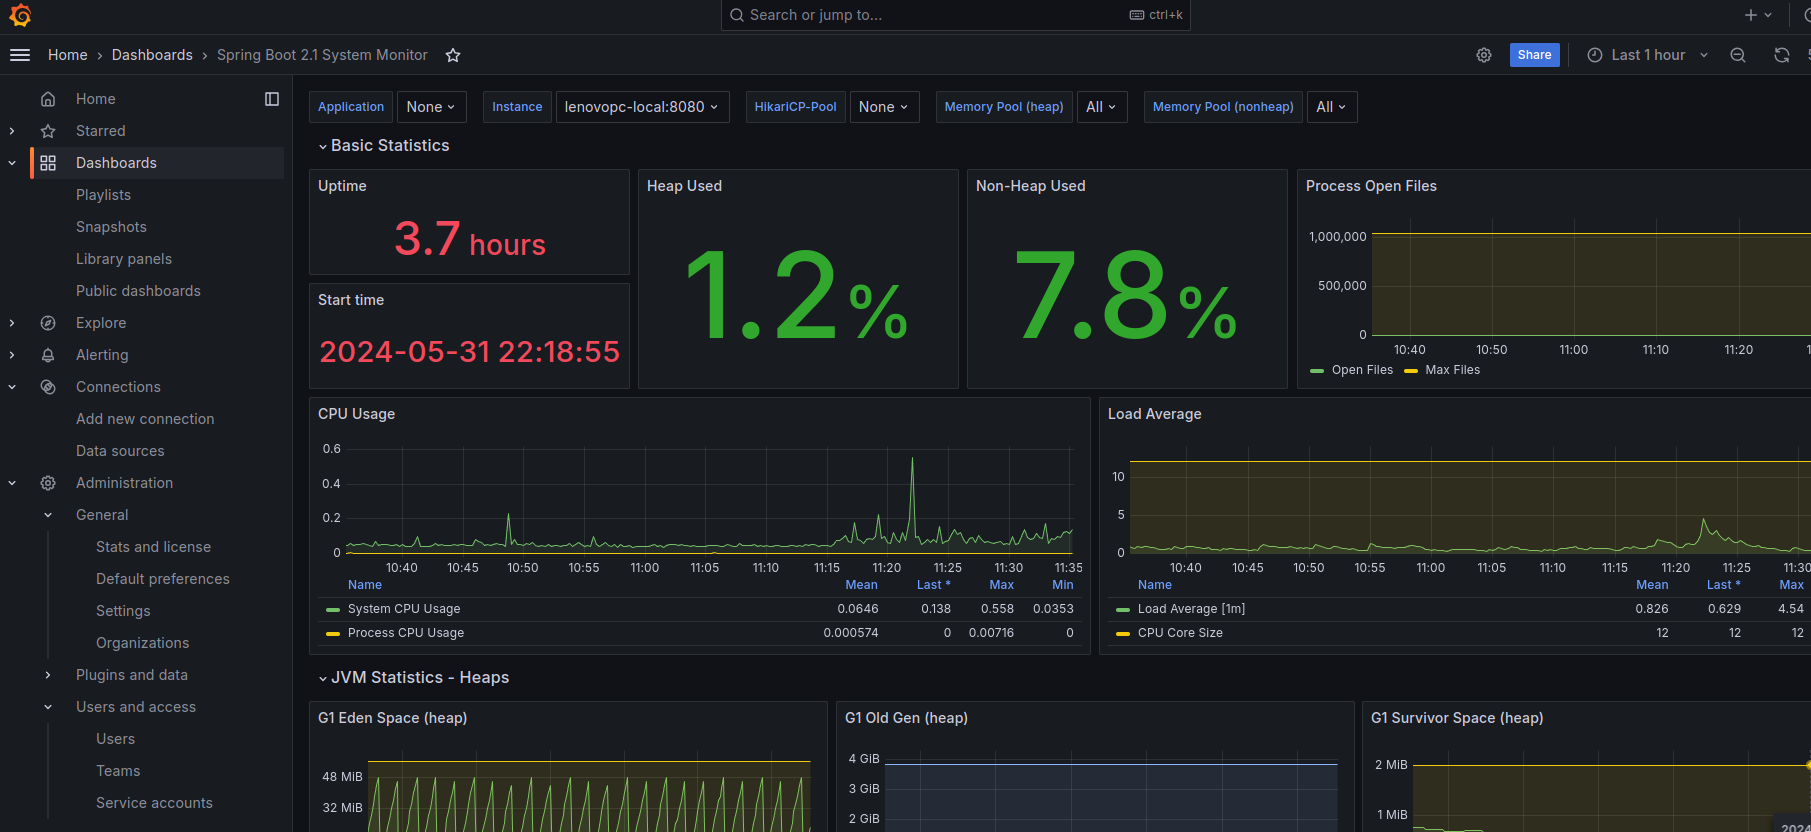 Search or jump to...
ctrl+k
Home › Dashboards › Spring Boot 2.1 System Monitor
Share
Last 1 hour
Home
Starred
Dashboards
Playlists
Snapshots
Library panels
Public dashboards
Explore
Alerting
Connections
Add new connection
Data sources
Administration
General
Stats and license
Default preferences
Settings
Organizations
Plugins and data
Users and access
Users
Teams
Service accounts
Application None Instance lenovopc-local:8080 HikariCP-Pool None Memory Pool (heap) All Memory Pool (nonheap) All
Basic Statistics
Uptime
3.7 hours
Start time
2024-05-31 22:18:55
Heap Used
1.2%
Non-Heap Used
7.8%
Process Open Files
1,000,000
500,000
0
10:40 10:50 11:00 11:10 11:20
Open Files Max Files
CPU Usage
0.6
0.4
0.2
0
10:40 10:45 10:50 10:55 11:00 11:05 11:10 11:15 11:20 11:25 11:30 11:35
Name Mean Last * Max Min
System CPU Usage 0.0646 0.138 0.558 0.0353
Process CPU Usage 0.000574 0 0.00716 0
Load Average
10
5
0
10:40 10:45 10:50 10:55 11:00 11:05 11:10 11:15 11:20 11:25 11:30
Name Mean Last * Max
Load Average [1m] 0.826 0.629 4.54
CPU Core Size 12 12 12
JVM Statistics - Heaps
G1 Eden Space (heap)
48 MiB
32 MiB
G1 Old Gen (heap)
4 GiB
3 GiB
2 GiB
G1 Survivor Space (heap)
2 MiB
1 MiB
2024